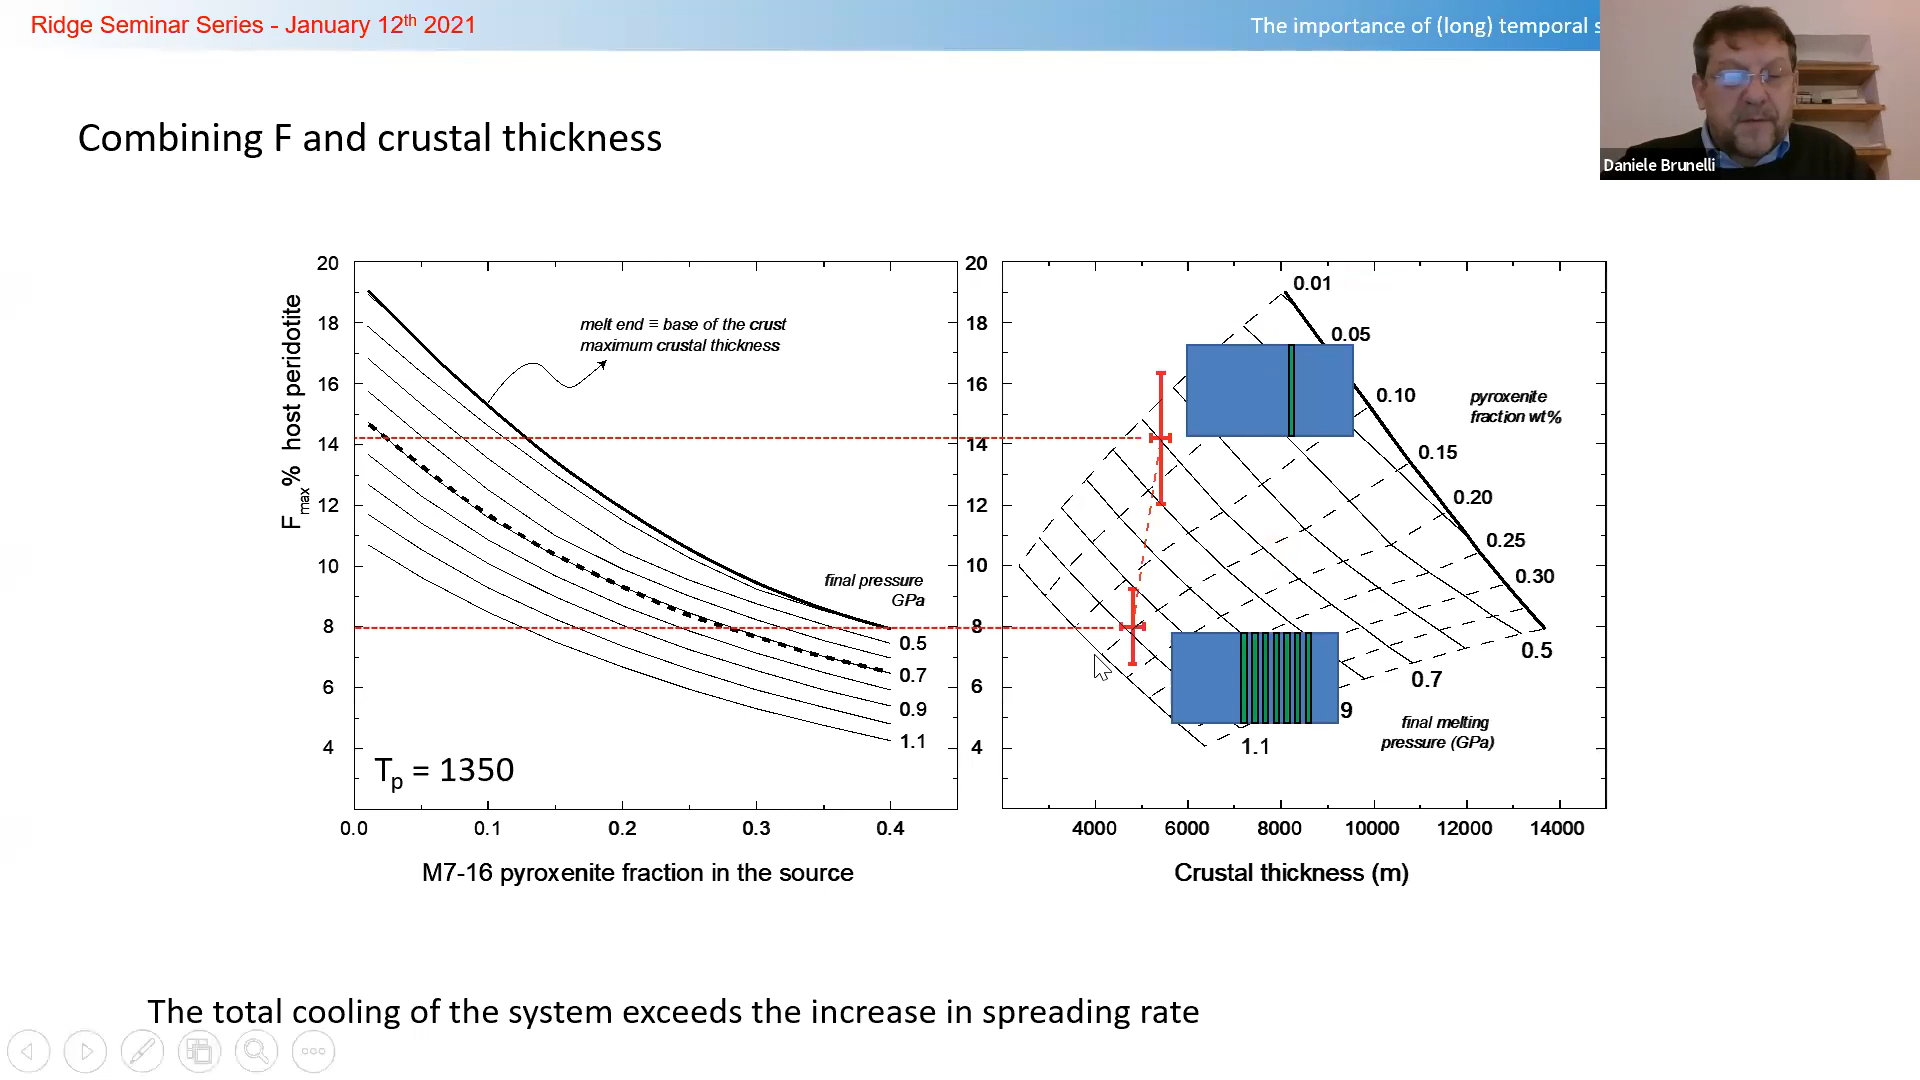 Ridge Seminar Series - January 12th 2021
The importance of (long) temporal s
Daniele Brunelli
Combining F and crustal thickness
20
18
16
14
12
10
8
6
4
Fmax% host peridotite
melt end ≡ base of the crust
maximum crustal thickness
final pressure
GPa
0.5
0.7
0.9
1.1
Tp = 1350
0.0 0.1 0.2 0.3 0.4
M7-16 pyroxenite fraction in the source
20
18
16
14
12
10
8
6
4
0.01
0.05
0.10
0.15
0.20
0.25
0.30
pyroxenite
fraction wt%
0.5
0.7
9
1.1
final melting
pressure (GPa)
4000 6000 8000 10000 12000 14000
Crustal thickness (m)
The total cooling of the system exceeds the increase in spreading rate